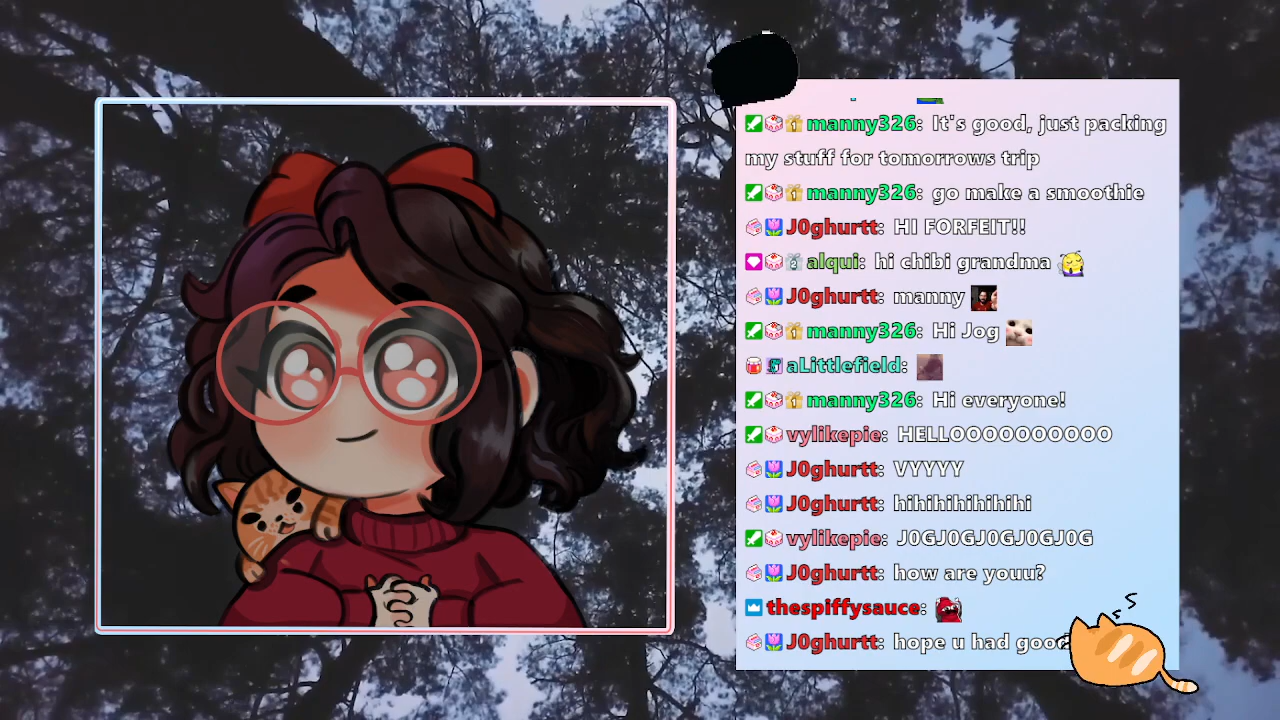 manny326: It's good, just packing
my stuff for tomorrows trip
manny326: go make a smoothie
J0ghurtt: HI FORFEIT!!
alqui: hi chibi grandma
J0ghurtt: manny
manny326: Hi Jog
aLittlefield:
manny326: Hi everyone!
vylikepie: HELLOOOOOOOOOO
J0ghurtt: VYYYY
J0ghurtt: hihihihihihihi
vylikepie: J0GJ0GJ0GJ0GJ0G
J0ghurtt: how are youu?
thespiffysauce:
J0ghurtt: hope u had good